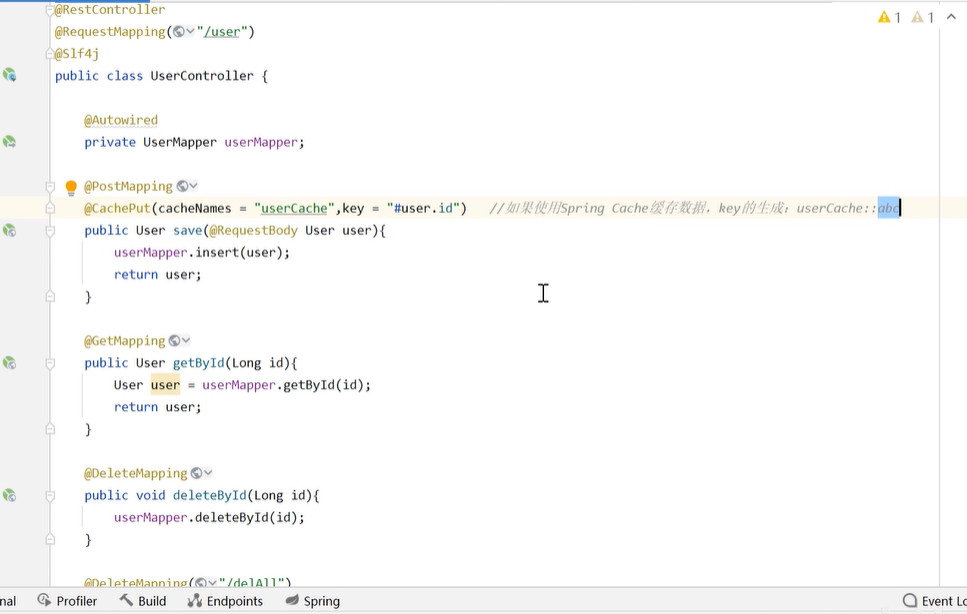 @RestController
@RequestMapping("/user")
1 1
@Slf4j
public class UserController {
@Autowired
private UserMapper userMapper;
@PostMapping
@CachePut(cacheNames = "userCache",key = "#user.id") //如果使用Spring Cache缓存数据，key的生成：userCache::abc
public User save(@RequestBody User user){
userMapper.insert(user);
return user;
}
@GetMapping
public User getById(Long id){
User user = userMapper.getById(id);
return user;
}
@DeleteMapping
public void deleteById(Long id){
userMapper.deleteById(id);
}
@DeleteMapping("/delAll")
nal Profiler Build Endpoints Spring Event Lo